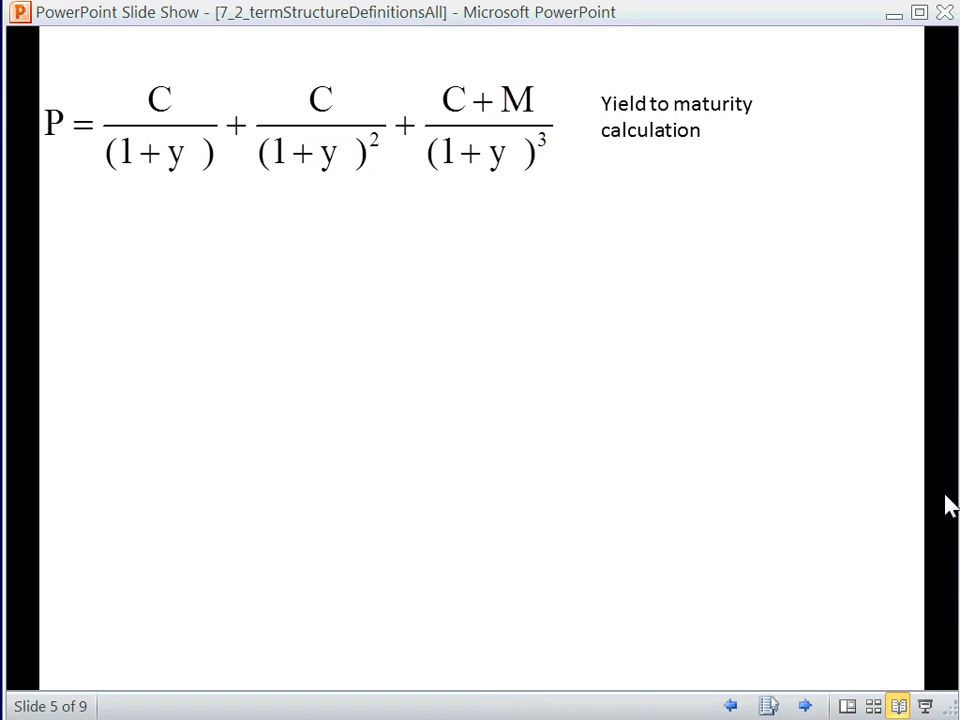 PowerPoint Slide Show - [7_2_termStructureDefinitionsAll] - Microsoft PowerPoint
P = C/(1+y) + C/(1+y)² + C+M/(1+y)³
Yield to maturity
calculation
Slide 5 of 9